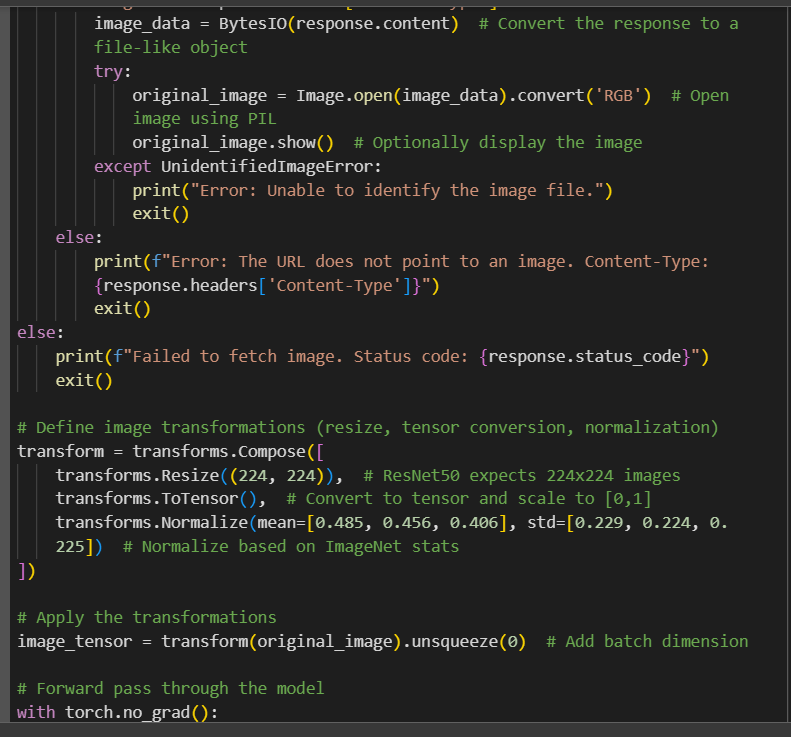 image_data = BytesIO(response.content)  # Convert the response to a
file-like object
try:
original_image = Image.open(image_data).convert('RGB')  # Open
image using PIL
original_image.show()  # Optionally display the image
except UnidentifiedImageError:
print("Error: Unable to identify the image file.")
exit()
else:
print(f"Error: The URL does not point to an image. Content-Type:
{response.headers['Content-Type']}")
exit()
else:
print(f"Failed to fetch image. Status code: {response.status_code}")
exit()
# Define image transformations (resize, tensor conversion, normalization)
transform = transforms.Compose([
transforms.Resize((224, 224)),  # ResNet50 expects 224x224 images
transforms.ToTensor(),  # Convert to tensor and scale to [0,1]
transforms.Normalize(mean=[0.485, 0.456, 0.406], std=[0.229, 0.224, 0.
225])  # Normalize based on ImageNet stats
])
# Apply the transformations
image_tensor = transform(original_image).unsqueeze(0)  # Add batch dimension
# Forward pass through the model
with torch.no_grad():